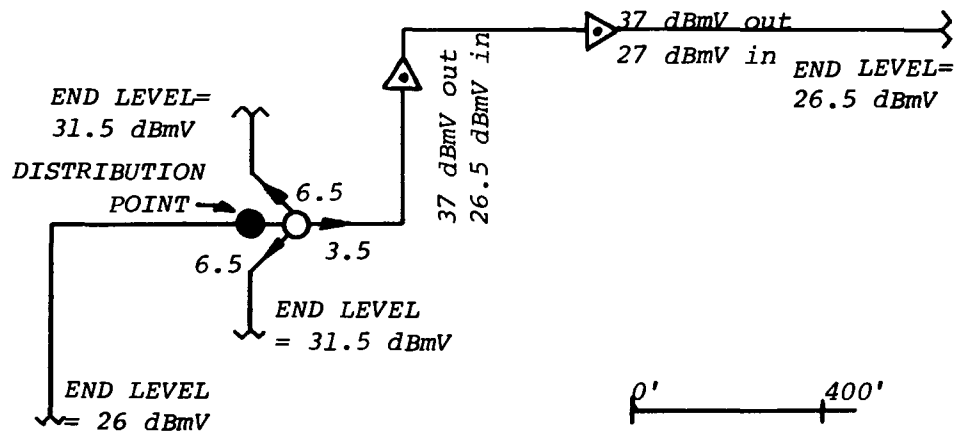 37 dBmV out
27 dBmV in
END LEVEL=
26.5 dBmV
37 dBmV out
26.5 dBmV in
END LEVEL=
31.5 dBmV
DISTRIBUTION
POINT
6.5
3.5
6.5
END LEVEL
= 31.5 dBmV
END LEVEL
= 26 dBmV
0'
400'